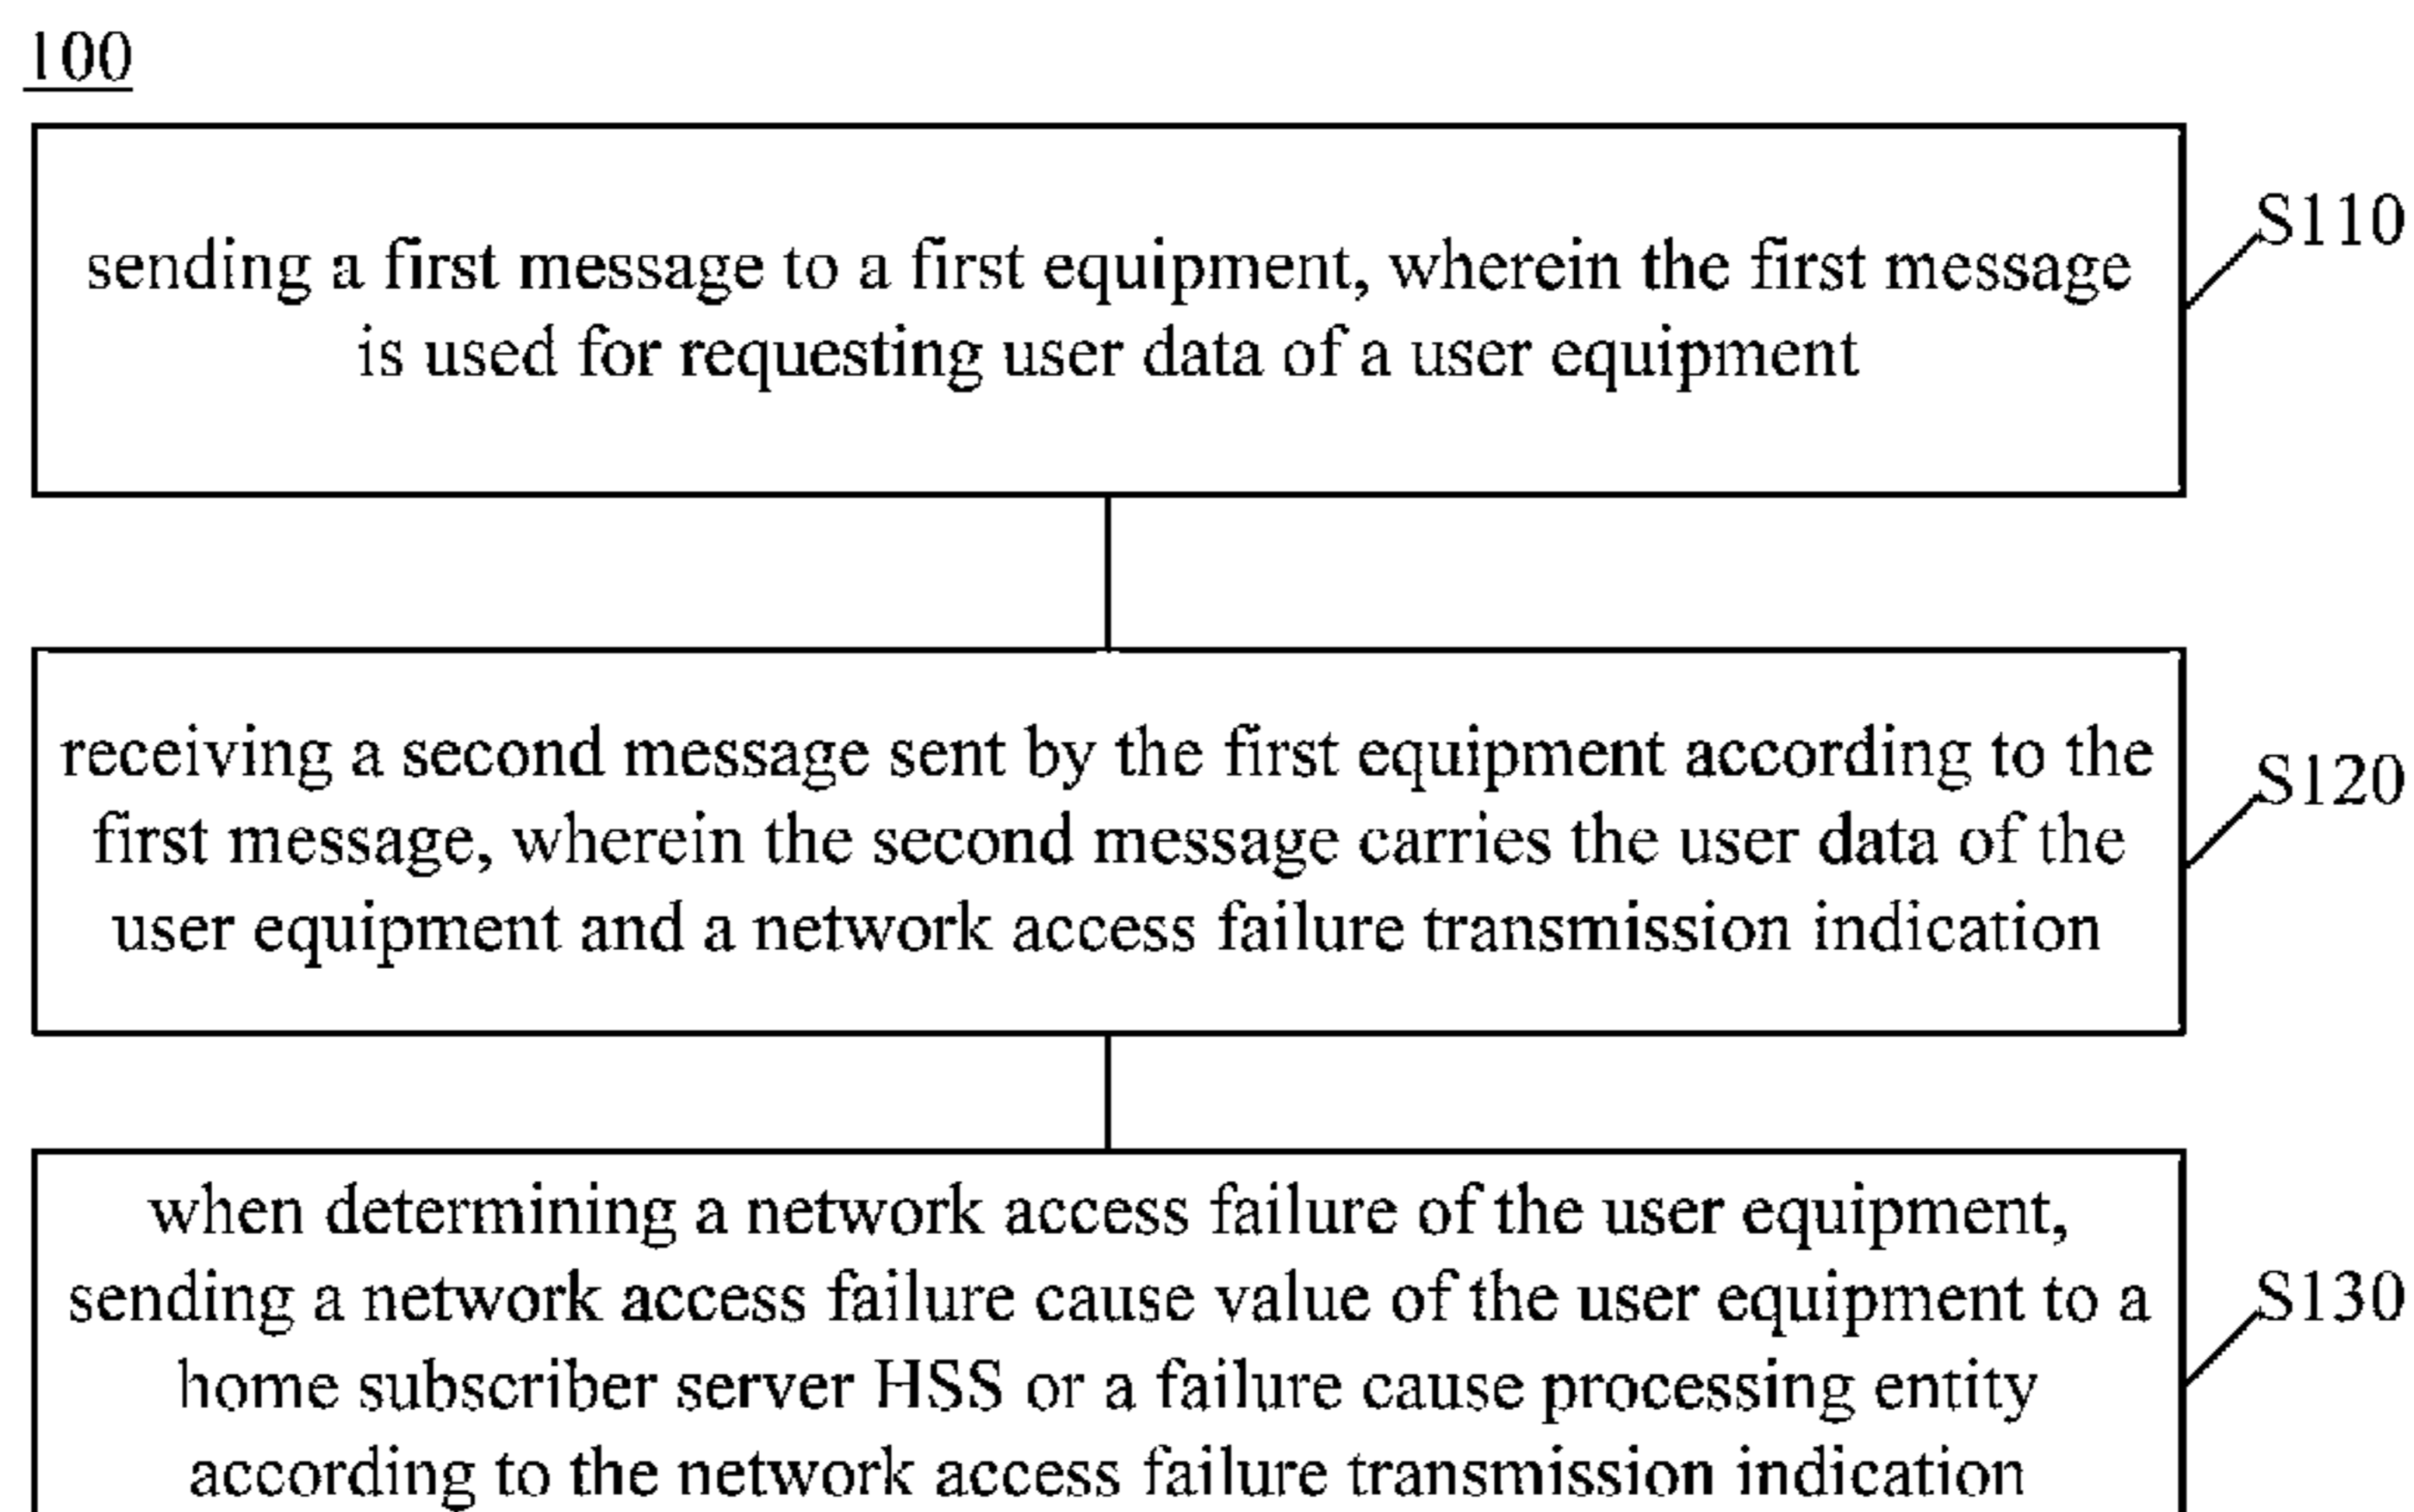 100
sending a first message to a first equipment, wherein the first message
is used for requesting user data of a user equipment
S110
receiving a second message sent by the first equipment according to the
first message, wherein the second message carries the user data of the
user equipment and a network access failure transmission indication
S120
when determining a network access failure of the user equipment,
sending a network access failure cause value of the user equipment to a
home subscriber server HSS or a failure cause processing entity
according to the network access failure transmission indication
S130